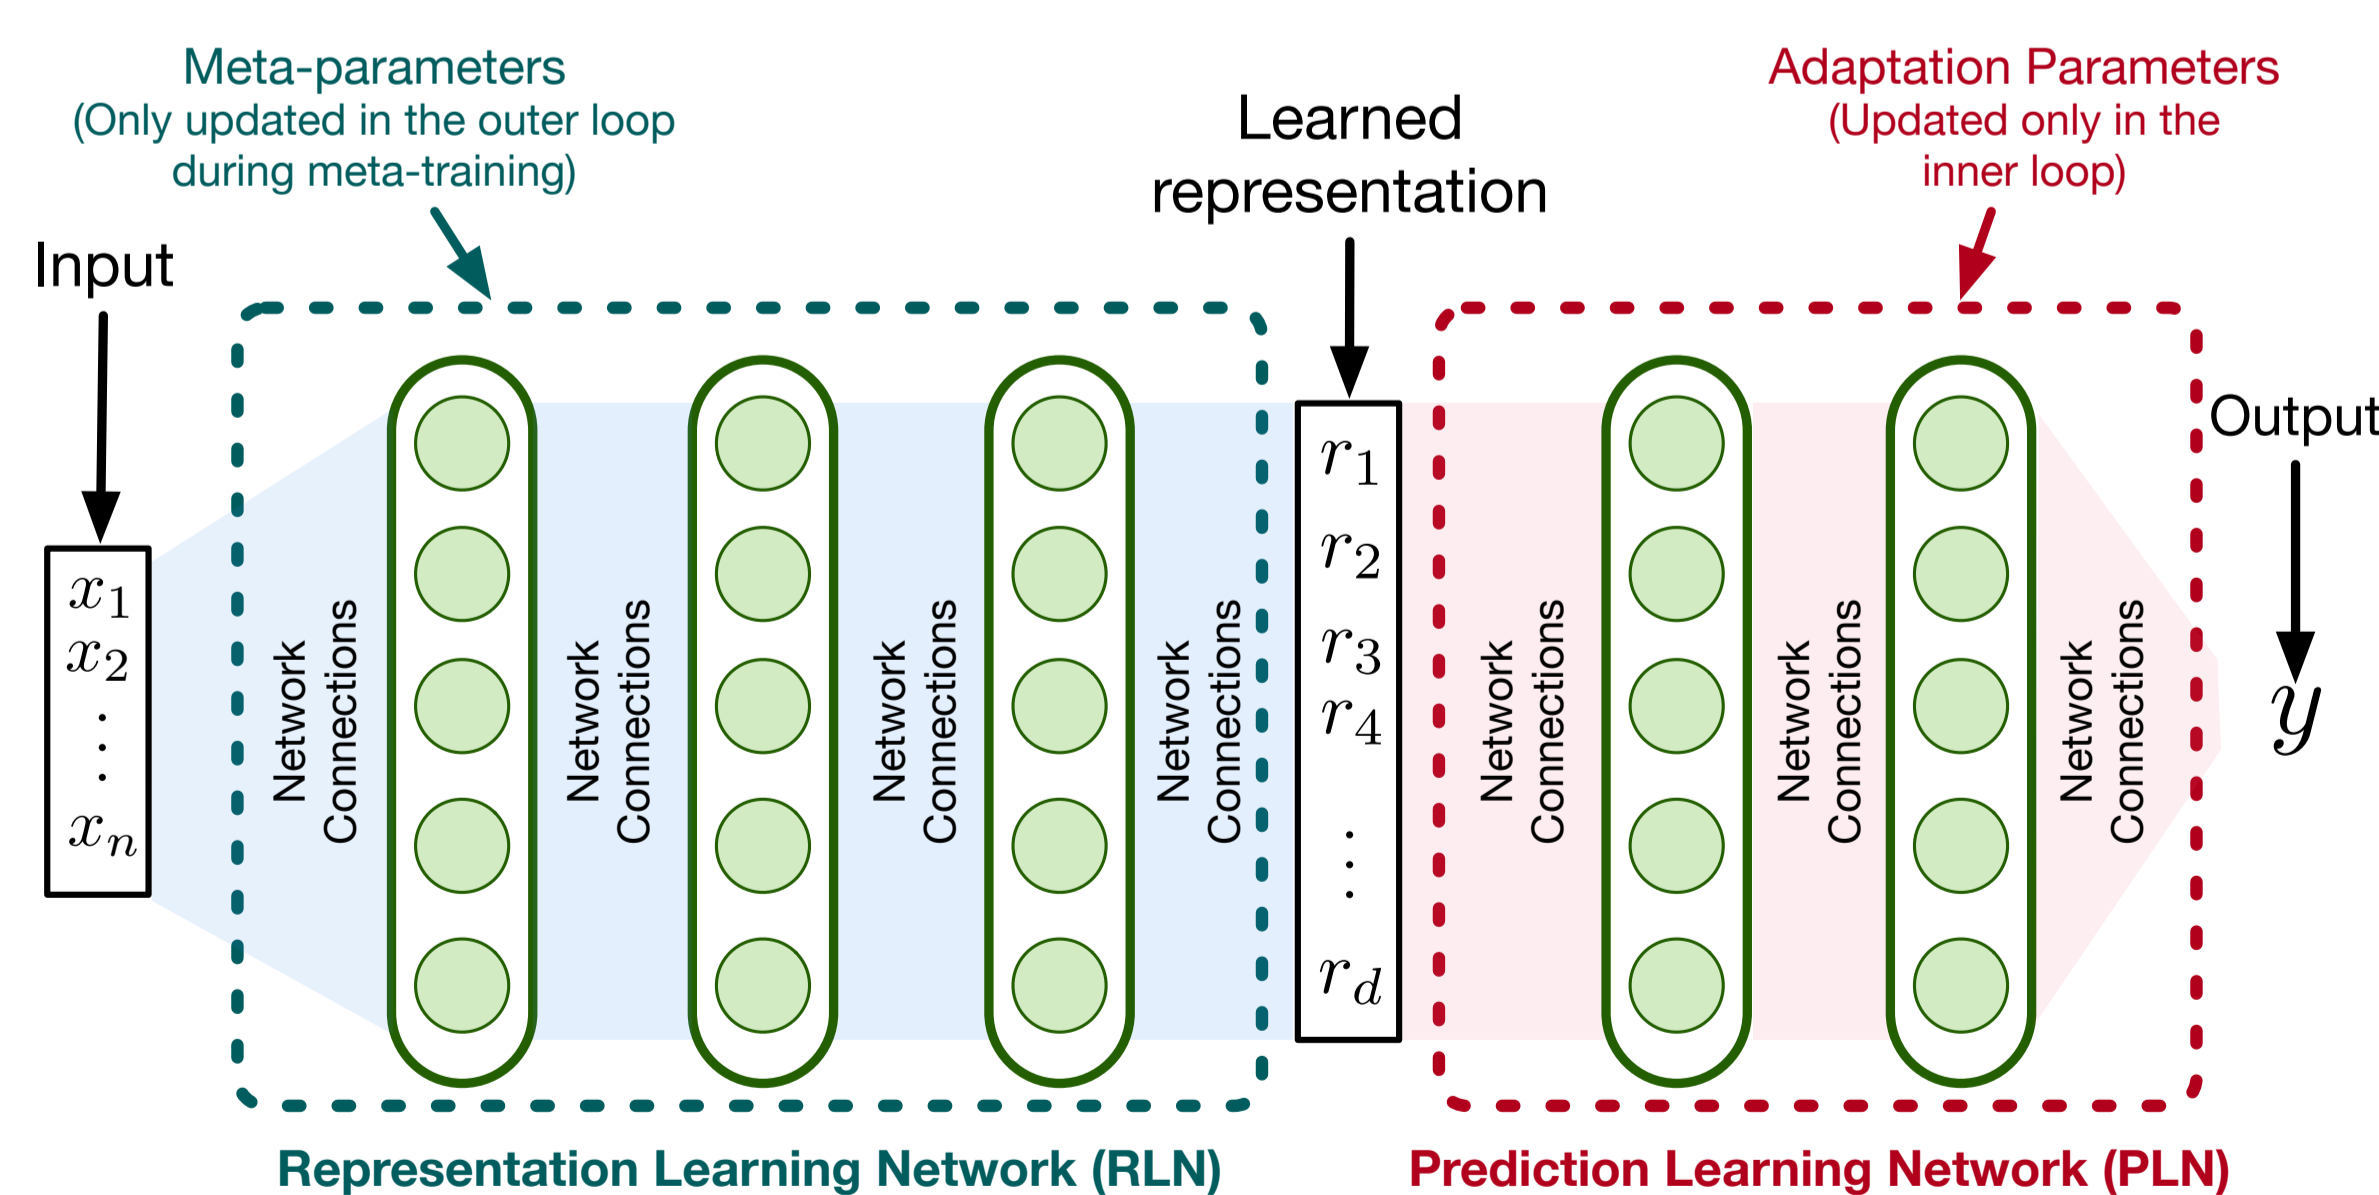 Meta-parameters
(Only updated in the outer loop
during meta-training)
Input
x1
x2
⋮
xn
Network
Connections
Network
Connections
Network
Connections
Network
Connections
Representation Learning Network (RLN)
Learned
representation
r1
r2
r3
r4
⋮
rd
Adaptation Parameters
(Updated only in the
inner loop)
Network
Connections
Network
Connections
Network
Connections
Prediction Learning Network (PLN)
Output
y